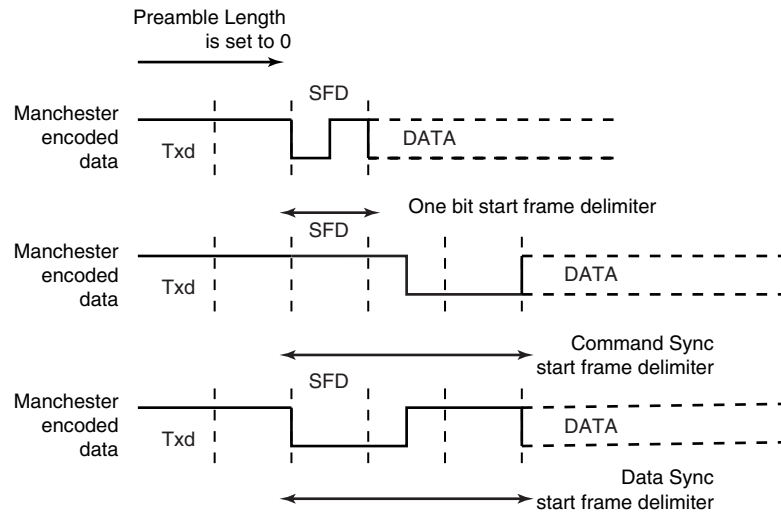 Preamble Length
is set to 0
SFD
Manchester
encoded
data
Txd
DATA
One bit start frame delimiter
SFD
Manchester
encoded
data
Txd
DATA
Command Sync
start frame delimiter
SFD
Manchester
encoded
data
Txd
DATA
Data Sync
start frame delimiter